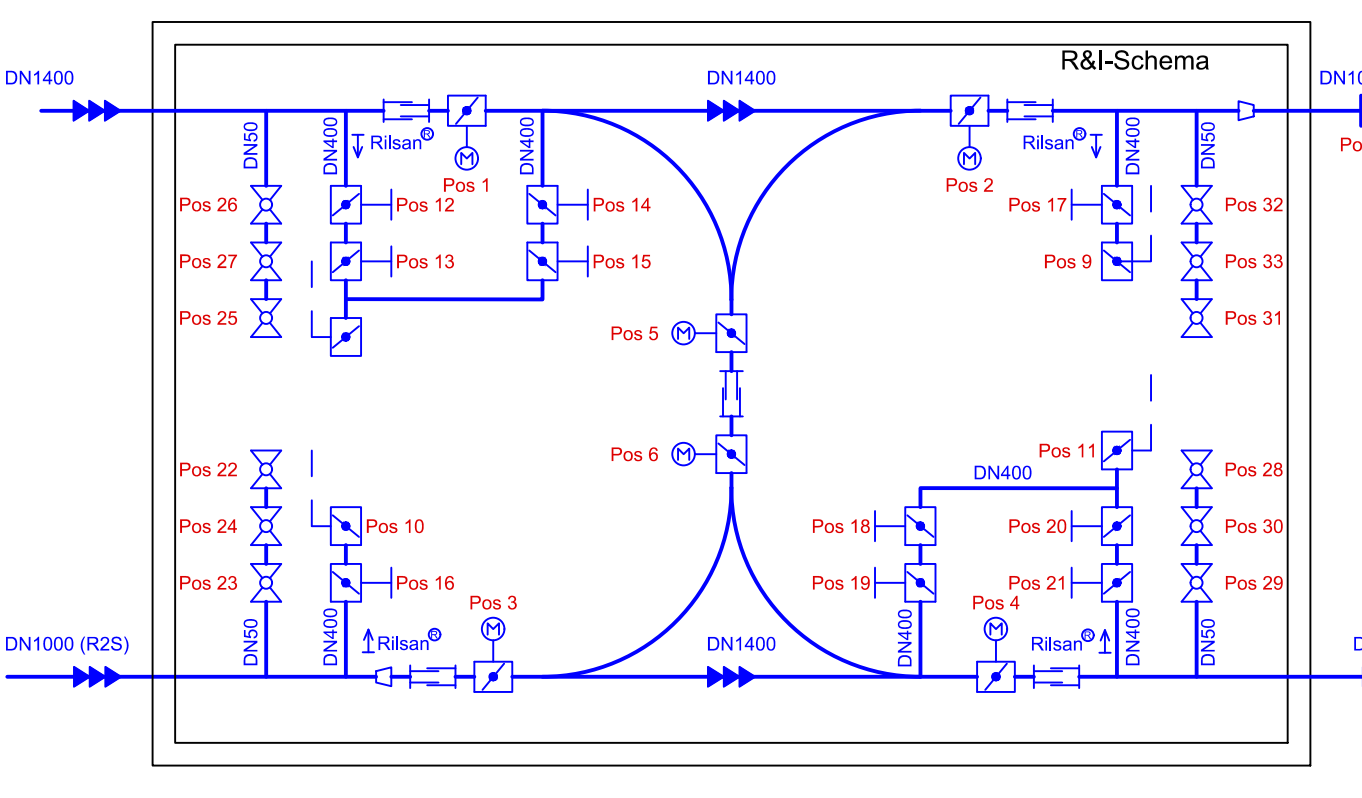 R&I-Schema
DN1400
DN1400
DN50
DN400
Rilsan®
M
Pos 1
DN400
M
Pos 2
Rilsan®
DN400
DN50
Pos 26
Pos 12
Pos 14
Pos 17
Pos 32
Pos 27
Pos 13
Pos 15
Pos 9
Pos 33
Pos 25
Pos 31
Pos 5
M
Pos 6
M
Pos 11
Pos 22
DN400
Pos 28
Pos 24
Pos 10
Pos 18
Pos 20
Pos 30
Pos 23
Pos 16
Pos 19
Pos 21
Pos 29
Pos 3
M
Pos 4
M
DN1000 (R2S)
DN50
DN400
Rilsan®
DN1400
DN400
Rilsan®
DN400
DN50